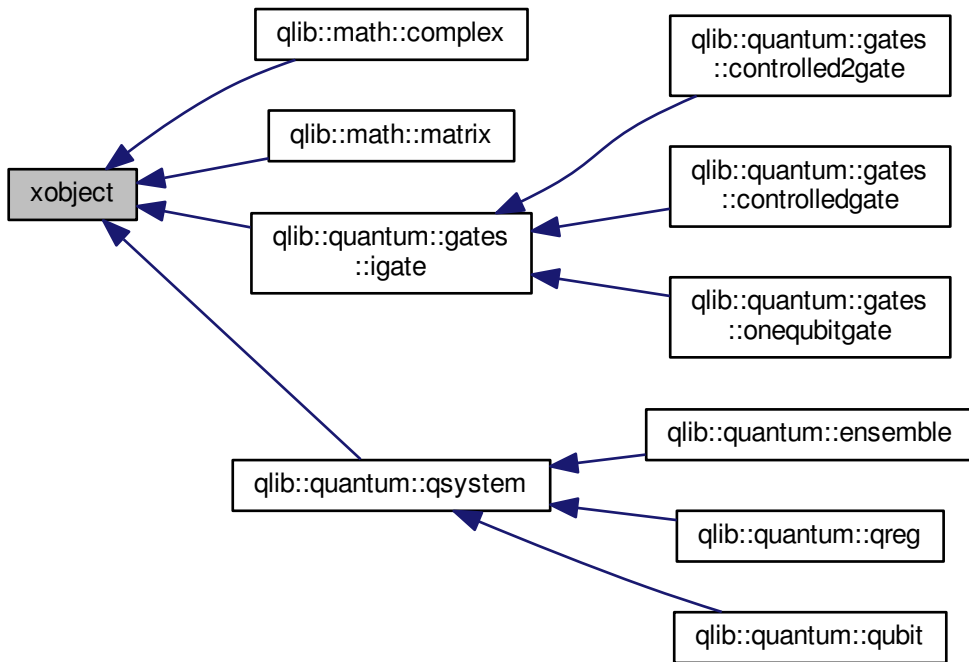 xobject
qlib::math::complex
qlib::math::matrix
qlib::quantum::gates
::igate
qlib::quantum::qsystem
qlib::quantum::gates
::controlled2gate
qlib::quantum::gates
::controlledgate
qlib::quantum::gates
::onequbitgate
qlib::quantum::ensemble
qlib::quantum::qreg
qlib::quantum::qubit